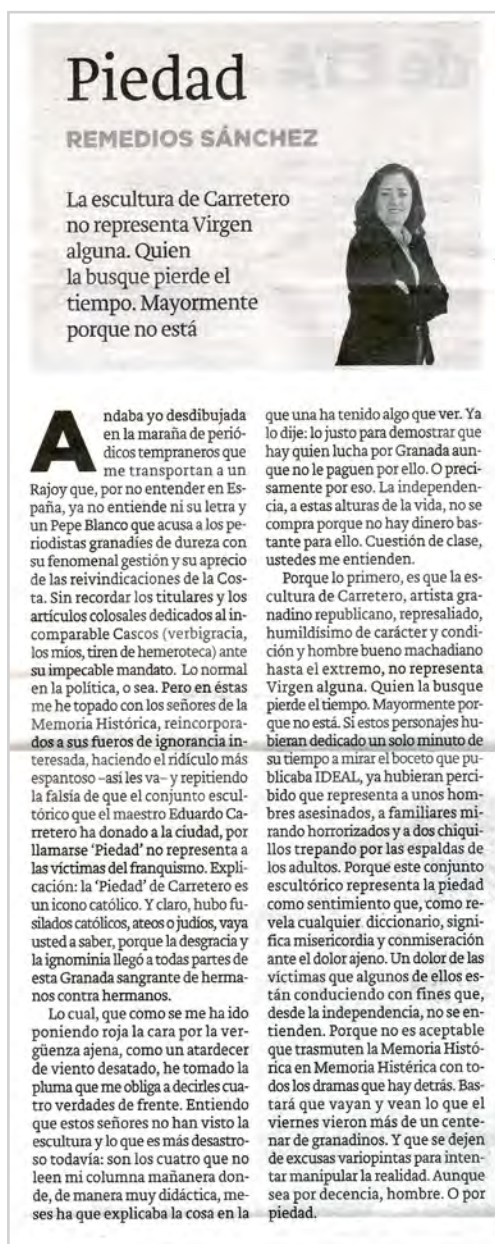 Piedad
REMEDIOS SÁNCHEZ
La escultura de Carretero
no representa Virgen
alguna. Quien
la busque pierde el
tiempo. Mayormente
porque no está
Andaba yo desdibujada
en la maraña de perió-
dicos tempraneros que
me transportan a un
Rajoy que, por no entender en Es-
paña, ya no entiende ni su letra y
un Pepe Blanco que acusa a los pe-
riodistas granadíes de dureza con
su fenomenal gestión y su aprecio
de las reivindicaciones de la Cos-
ta. Sin recordar los titulares y los
artículos colosales dedicados al in-
comparable Cascos (verbigracia,
los míos, tiren de hemeroteca) ante
su impecable mandato. Lo normal
en la política, o sea. Pero en éstas
me he topado con los señores de la
Memoria Histórica, reincorpora-
dos a sus fueros de ignorancia in-
teresada, haciendo el ridículo más
espantoso –así les va– y repitiendo
la falsía de que el conjunto escul-
tórico que el maestro Eduardo Ca-
rretero ha donado a la ciudad, por
llamarse 'Piedad' no representa a
las víctimas del franquismo. Expli-
cación: la 'Piedad' de Carretero es
un icono católico. Y claro, hubo fu-
silados católicos, ateos o judíos, vaya
usted a saber, porque la desgracia y
la ignominia llegó a todas partes de
esta Granada sangrante de herma-
nos contra hermanos.
Lo cual, que como se me ha ido
poniendo roja la cara por la ver-
güenza ajena, como un atardecer
de viento desatado, he tomado la
pluma que me obliga a decirles cua-
tro verdades de frente. Entiendo
que estos señores no han visto la
escultura y lo que es más desastro-
so todavía: son los cuatro que no
leen mi columna mañanera don-
de, de manera muy didáctica, me-
ses ha que explicaba la cosa en la
que una ha tenido algo que ver. Ya
lo dije: lo justo para demostrar que
hay quien lucha por Granada aun-
que no le paguen por ello. O preci-
samente por eso. La independen-
cia, a estas alturas de la vida, no se
compra porque no hay dinero bas-
tante para ello. Cuestión de clase,
ustedes me entienden.
Porque lo primero, es que la es-
cultura de Carretero, artista gra-
nadino republicano, represaliado,
humildísimo de carácter y condi-
ción y hombre bueno machadiano
hasta el extremo, no representa
Virgen alguna. Quien la busque
pierde el tiempo. Mayormente por-
que no está. Si estos personajes hu-
bieran dedicado un solo minuto de
su tiempo a mirar el boceto que pu-
blicaba IDEAL, ya hubieran perci-
bido que representa a unos hom-
bres asesinados, a familiares mi-
rando horrorizados y a dos chiqui-
llos trepando por las espaldas de
los adultos. Porque este conjunto
escultórico representa la piedad
como sentimiento que, como re-
vela cualquier diccionario, signi-
fica misericordia y conmiseración
ante el dolor ajeno. Un dolor de las
víctimas que algunos de ellos es-
tán conduciendo con fines que,
desde la independencia, no se en-
tienden. Porque no es aceptable
que trasmuten la Memoria Histó-
rica en Memoria Histérica con to-
dos los dramas que hay detrás. Bas-
tará que vayan y vean lo que el
viernes vieron más de un cente-
nar de granadinos. Y que se dejen
de excusas variopintas para inten-
tar manipular la realidad. Aunque
sea por decencia, hombre. O por
piedad.